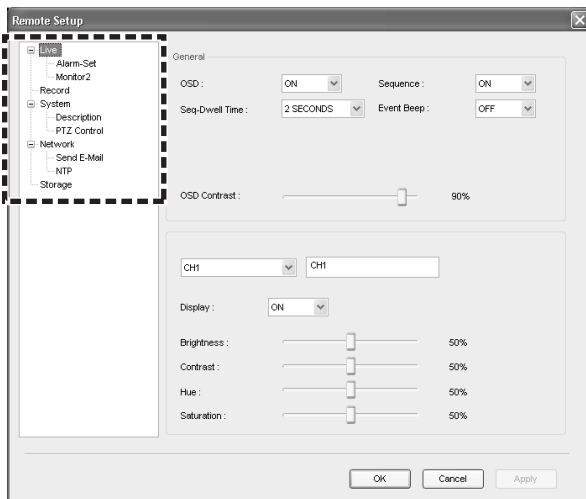 Remote Setup
Live
Alarm-Set
Monitor2
Record
System
Description
PTZ Control
Network
Send E-Mail
NTP
Storage
General
OSD : ON Sequence : ON
Seq-Dwell Time : 2 SECONDS Event Beep : OFF
OSD Contrast : 90%
CH1 CH1
Display : ON
Brightness : 50%
Contrast : 50%
Hue : 50%
Saturation : 50%
OK Cancel Apply